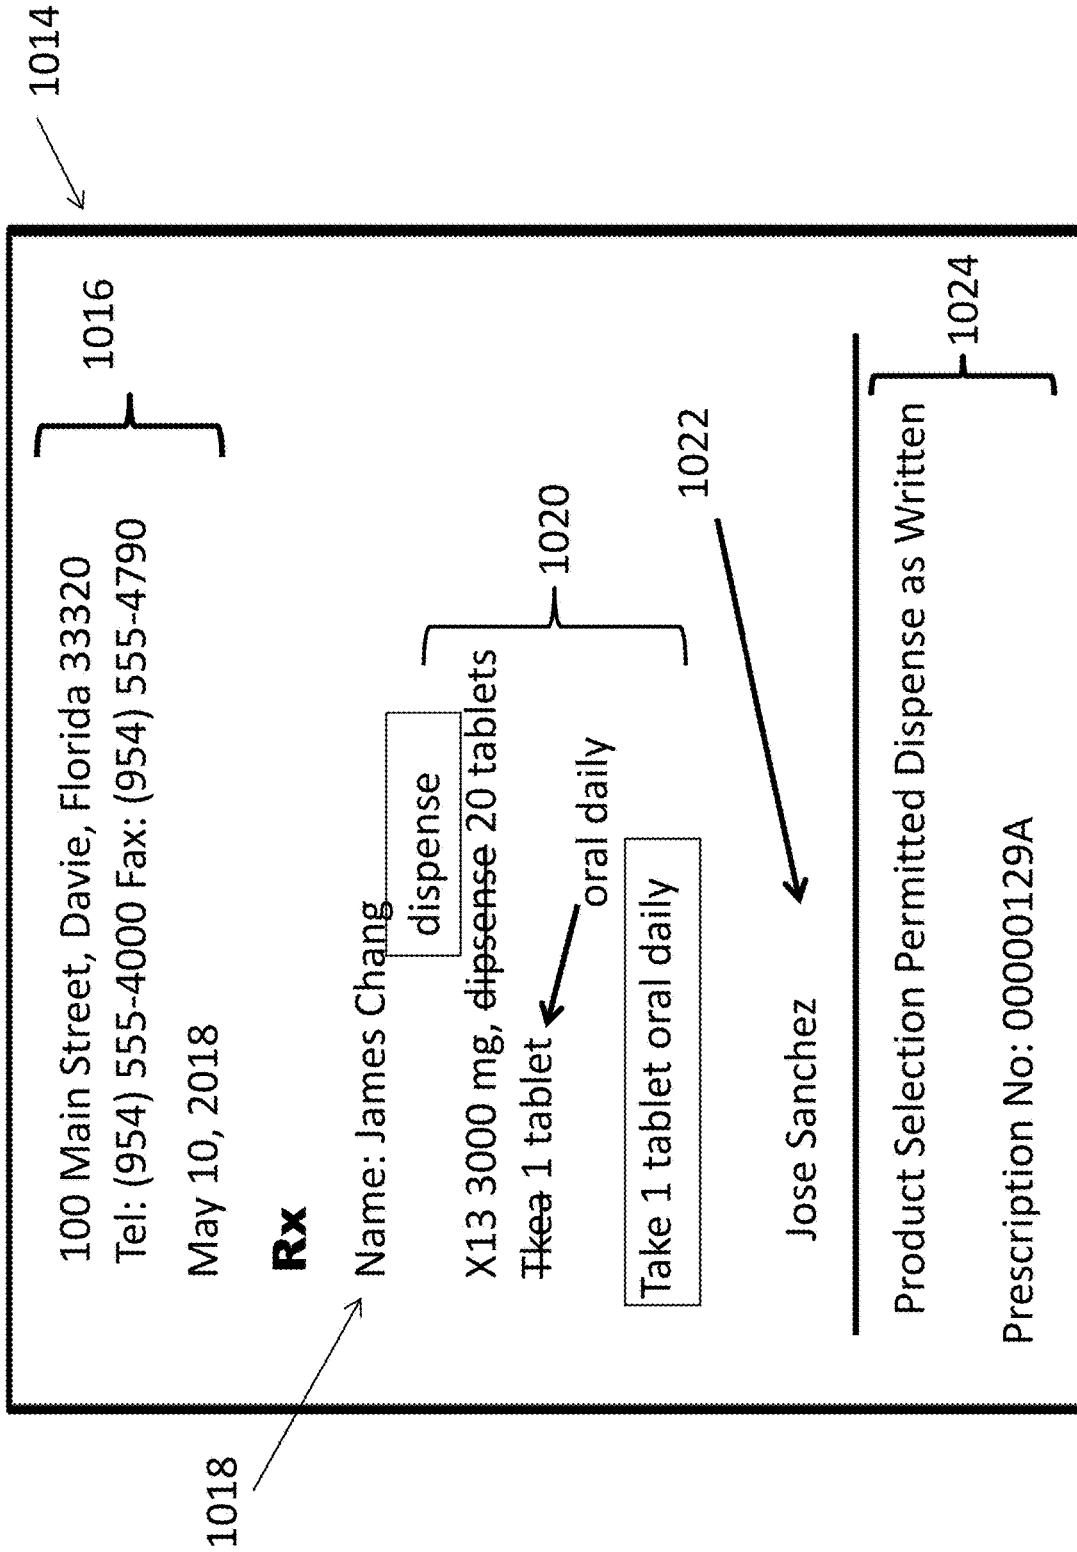 1014
100 Main Street, Davie, Florida 33320
Tel: (954) 555-4000 Fax: (954) 555-4790
1016
May 10, 2018
Rx
1018
Name: James Chang
dispense
X13 3000 mg, dipsense 20 tablets
Tkea 1 tablet
oral daily
1020
Take 1 tablet oral daily
1022
Jose Sanchez
Product Selection Permitted Dispense as Written
1024
Prescription No: 00000129A